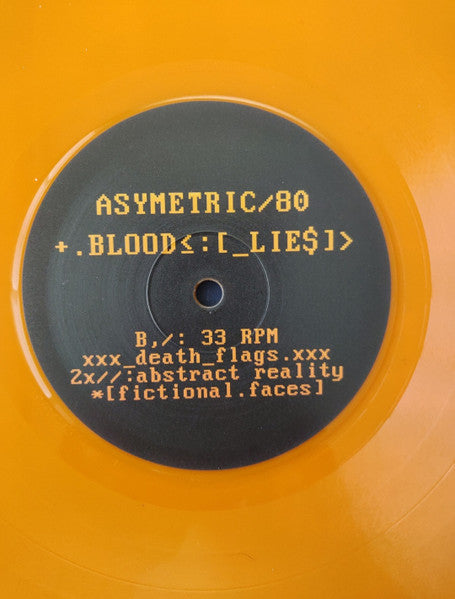 ASYMETRIC/80
+.BLOOD≤:[_LIE$]>
B,/: 33 RPM
xxx_death_flags.xxx
2x//:abstract reality
*[fictional.faces]